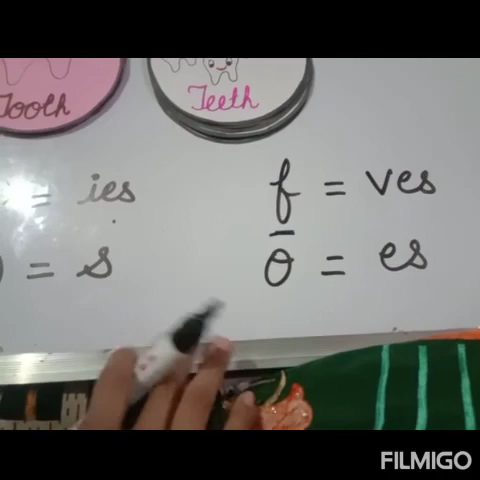 Tooth
Teeth
= ies
f = ves
= s
o = es
FILMIGO